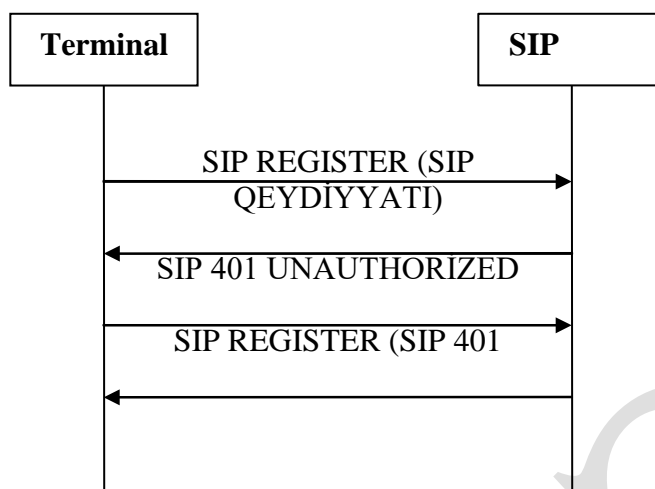 Terminal
SIP
SIP REGISTER (SIP
QEYDİYYATI)
SIP 401 UNAUTHORİZED
SIP REGISTER (SIP 401